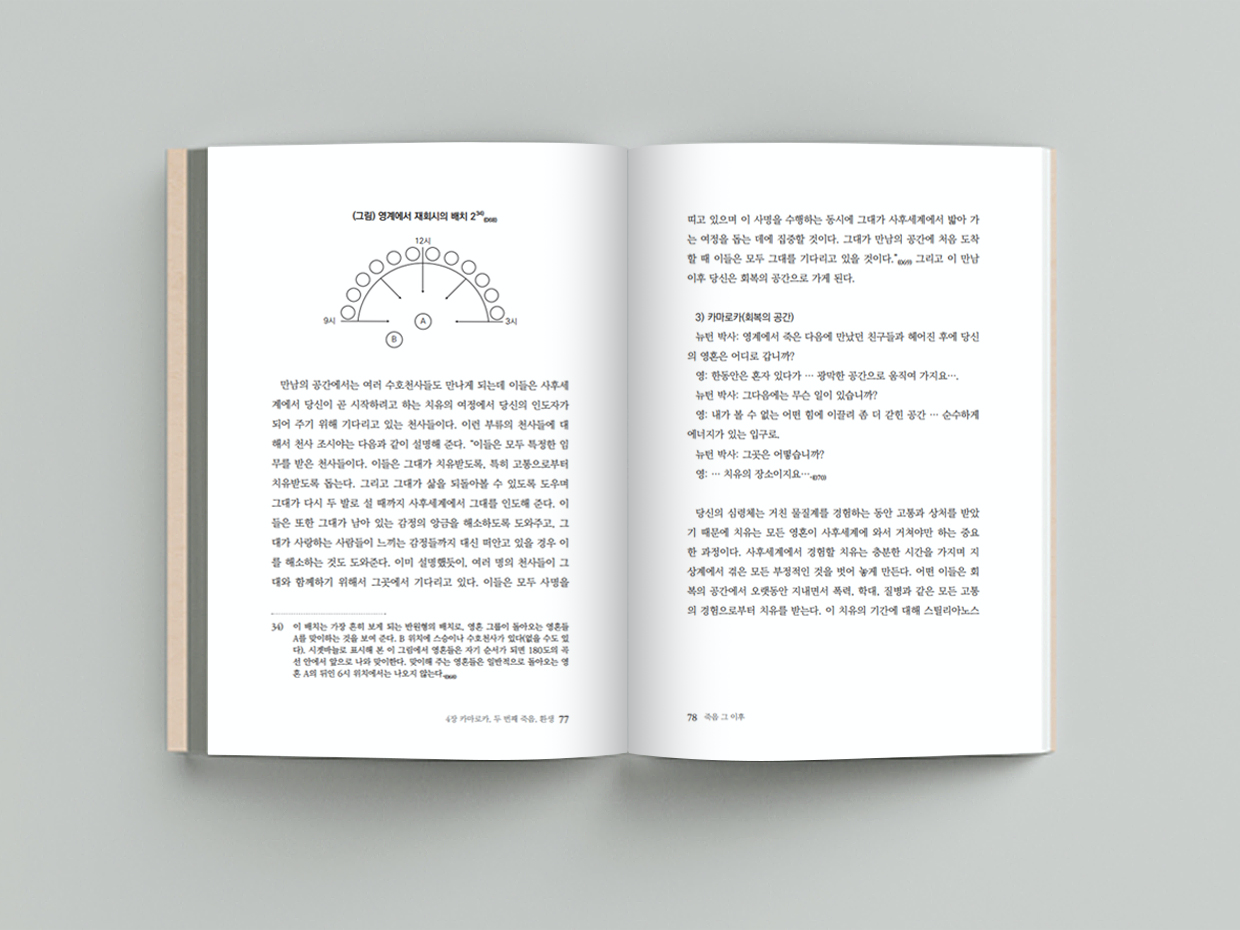 (그림) 영계에서 재회시의 배치 2³⁴⁾(068)
12시
9시
3시
A
B
만남의 공간에서는 여러 수호천사들도 만나게 되는데 이들은 사후세
계에서 당신이 곧 시작하려고 하는 치유의 여정에서 당신의 인도자가
되어 주기 위해 기다리고 있는 천사들이다. 이런 부류의 천사들에 대
해서 천사 조시야는 다음과 같이 설명해 준다. “이들은 모두 특정한 임
무를 받은 천사들이다. 이들은 그대가 치유받도록, 특히 고통으로부터
치유받도록 돕는다. 그리고 그대가 삶을 되돌아볼 수 있도록 도우며
그대가 다시 두 발로 설 때까지 사후세계에서 그대를 인도해 준다. 이
들은 또한 그대가 남아 있는 감정의 앙금을 해소하도록 도와주고, 그
대가 사랑하는 사람들이 느끼는 감정들까지 대신 떠안고 있을 경우 이
를 해소하는 것도 도와준다. 이미 설명했듯이, 여러 명의 천사들이 그
대와 함께하기 위해서 그곳에서 기다리고 있다. 이들은 모두 사명을
34) 이 배치는 가장 흔히 보게 되는 반원형의 배치로, 영혼 그룹이 돌아오는 영혼들
A를 맞이하는 것을 보여 준다. B 위치에 스승이나 수호천사가 있다(없을 수도 있
다). 시곗바늘로 표시해 본 이 그림에서 영혼들은 자기 순서가 되면 180도의 곡
선 안에서 앞으로 나와 맞이한다. 맞이해 주는 영혼들은 일반적으로 돌아오는 영
혼 A의 뒤인 6시 위치에서는 나오지 않는다.
4장 카마로카, 두 번째 죽음, 환생 77
띠고 있으며 이 사명을 수행하는 동시에 그대가 사후세계에서 밟아 가
는 여정을 돕는 데에 집중할 것이다. 그대가 만남의 공간에 처음 도착
할 때 이들은 모두 그대를 기다리고 있을 것이다.”(069) 그리고 이 만남
이후 당신은 회복의 공간으로 가게 된다.
3) 카마로카(회복의 공간)
뉴턴 박사: 영계에서 죽은 다음에 만났던 친구들과 헤어진 후에 당신
의 영혼은 어디로 갑니까?
영: 한동안은 혼자 있다가 … 광막한 공간으로 움직여 가지요….
뉴턴 박사: 그다음에는 무슨 일이 있습니까?
영: 내가 볼 수 없는 어떤 힘에 이끌려 좀 더 갇힌 공간 … 순수하게
에너지가 있는 입구로.
뉴턴 박사: 그곳은 어떻습니까?
영: … 치유의 장소이지요….(070)
당신의 심령체는 거친 물질계를 경험하는 동안 고통과 상처를 받았
기 때문에 치유는 모든 영혼이 사후세계에 와서 거쳐야만 하는 중요
한 과정이다. 사후세계에서 경험할 치유는 충분한 시간을 가지며 지
상계에서 겪은 모든 부정적인 것을 벗어 놓게 만든다. 어떤 이들은 회
복의 공간에서 오랫동안 지내면서 폭력, 학대, 질병과 같은 모든 고통
의 경험으로부터 치유를 받는다. 이 치유의 기간에 대해 스틸리아노스
78 죽음 그 이후